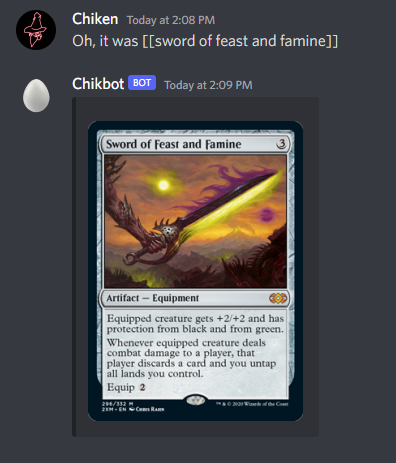 Chiken Today at 2:08 PM
Oh, it was [[sword of feast and famine]]
Chikbot BOT Today at 2:09 PM
Sword of Feast and Famine 3
Artifact — Equipment
Equipped creature gets +2/+2 and has
protection from black and from green.
Whenever equipped creature deals
combat damage to a player, that
player discards a card and you untap
all lands you control.
Equip 2
296/332 M
2XM • EN Chris Rahn
™ & © 2020 Wizards of the Coast